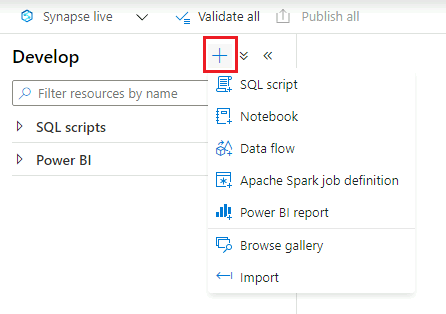 Synapse live
Validate all
Publish all
Develop
Filter resources by name
SQL scripts
Power BI
SQL script
Notebook
Data flow
Apache Spark job definition
Power BI report
Browse gallery
Import